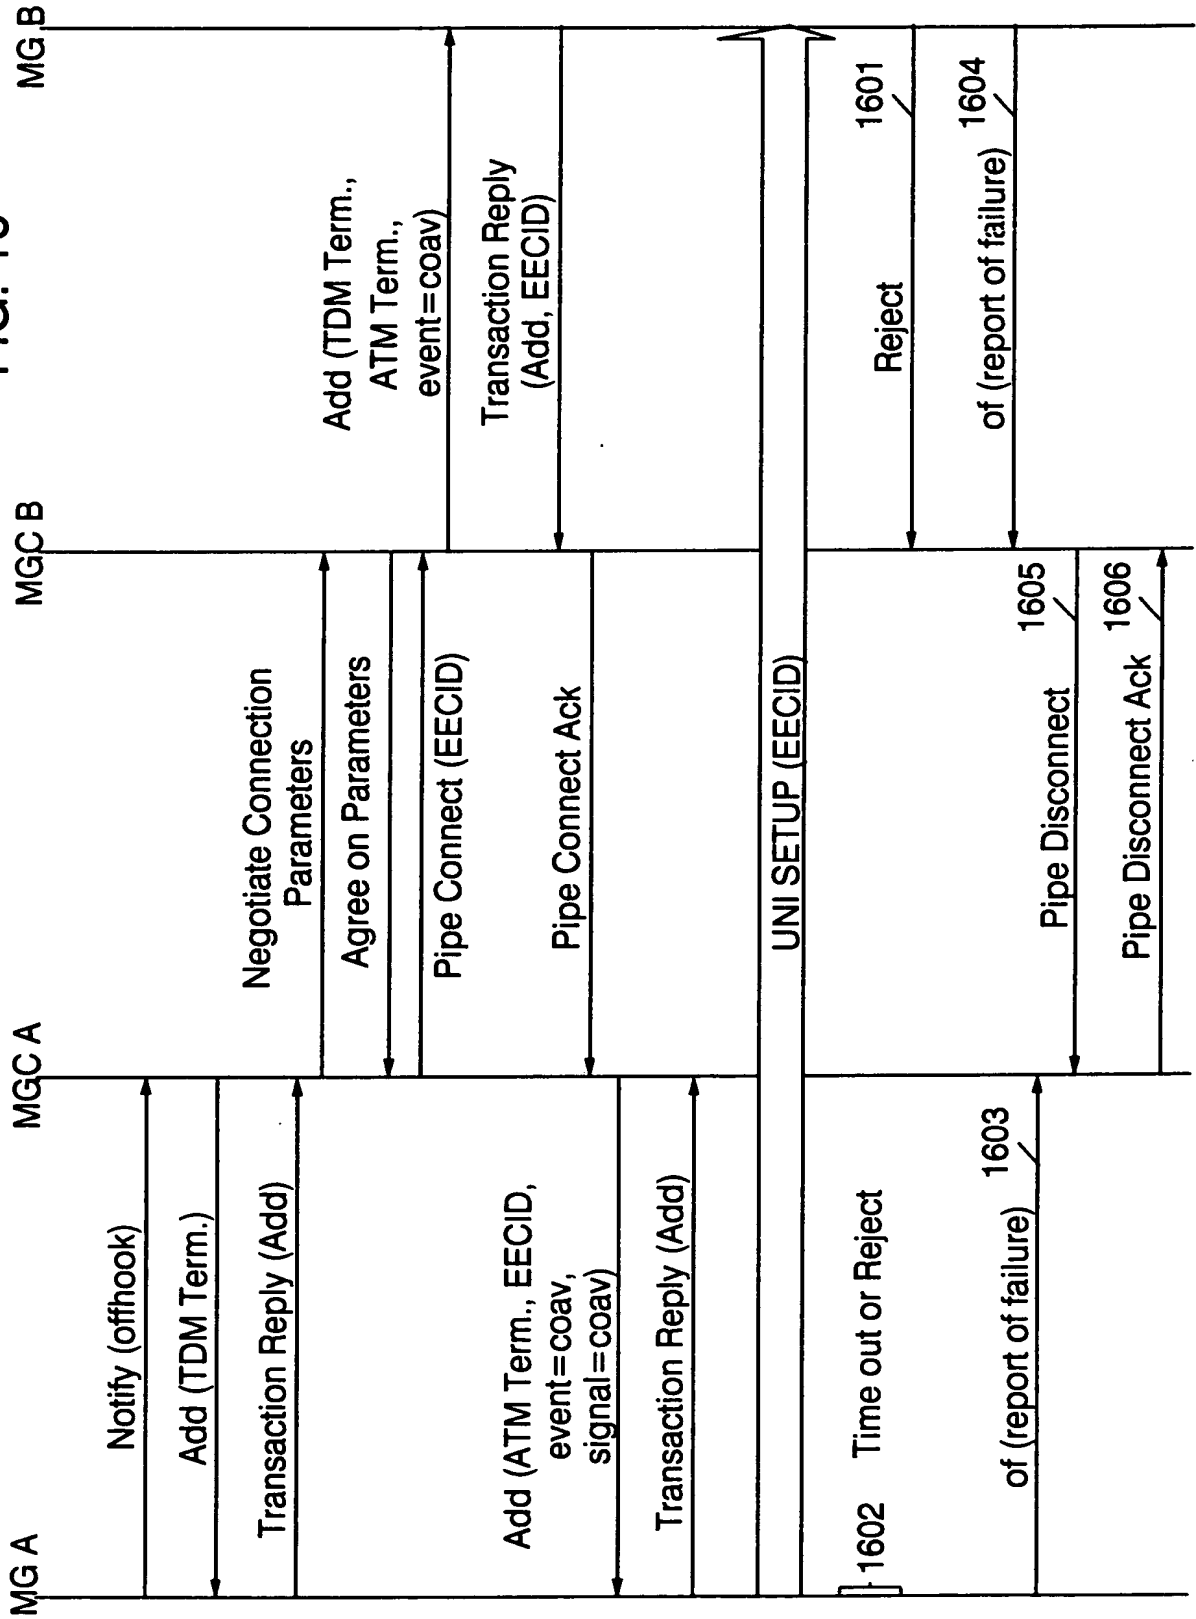 FIG. 16
MG A
MGC A
MGC B
MG B
Notify (offhook)
Add (TDM Term.)
Transaction Reply (Add)
Negotiate Connection
Parameters
Agree on Parameters
Pipe Connect (EECID)
Add (TDM Term.,
ATM Term.,
event=coav)
Transaction Reply
(Add, EECID)
Pipe Connect Ack
Add (ATM Term., EECID,
event=coav,
signal=coav)
Transaction Reply (Add)
UNI SETUP (EECID)
1602 Time out or Reject
Reject 1601
of (report of failure) 1604
of (report of failure) 1603
Pipe Disconnect 1605
Pipe Disconnect Ack 1606